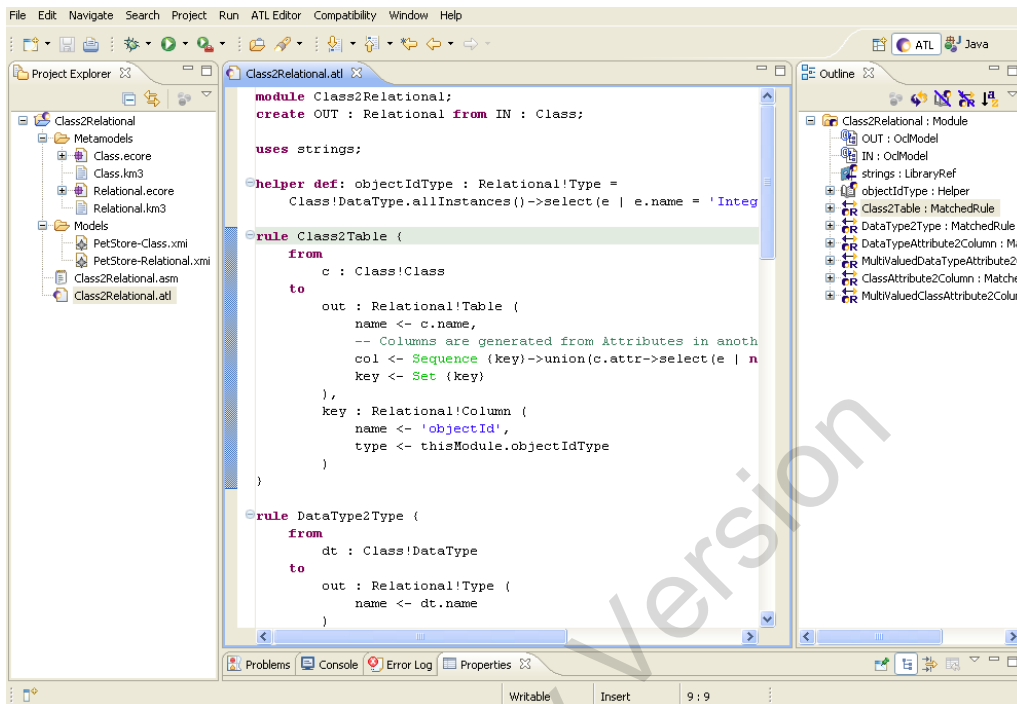 File Edit Navigate Search Project Run ATL Editor Compatibility Window Help
ATL Java
Project Explorer
Class2Relational
Metamodels
Class.ecore
Class.km3
Relational.ecore
Relational.km3
Models
PetStore-Class.xmi
PetStore-Relational.xmi
Class2Relational.asm
Class2Relational.atl
Class2Relational.atl
module Class2Relational;
create OUT : Relational from IN : Class;
uses strings;
helper def: objectIdType : Relational!Type =
Class!DataType.allInstances()->select(e | e.name = 'Integ
rule Class2Table {
from
c : Class!Class
to
out : Relational!Table (
name <- c.name,
-- Columns are generated from Attributes in anoth
col <- Sequence {key}->union(c.attr->select(e | n
key <- Set {key}
),
key : Relational!Column (
name <- 'objectId',
type <- thisModule.objectIdType
)
}
rule DataType2Type {
from
dt : Class!DataType
to
out : Relational!Type (
name <- dt.name
)
Outline
Class2Relational : Module
OUT : OclModel
IN : OclModel
strings : LibraryRef
objectIdType : Helper
Class2Table : MatchedRule
DataType2Type : MatchedRule
DataTypeAttribute2Column : Ma
MultiValuedDataTypeAttribute2
ClassAttribute2Column : Matche
MultiValuedClassAttribute2Colu
Problems Console Error Log Properties
Writable Insert 9 : 9
Version